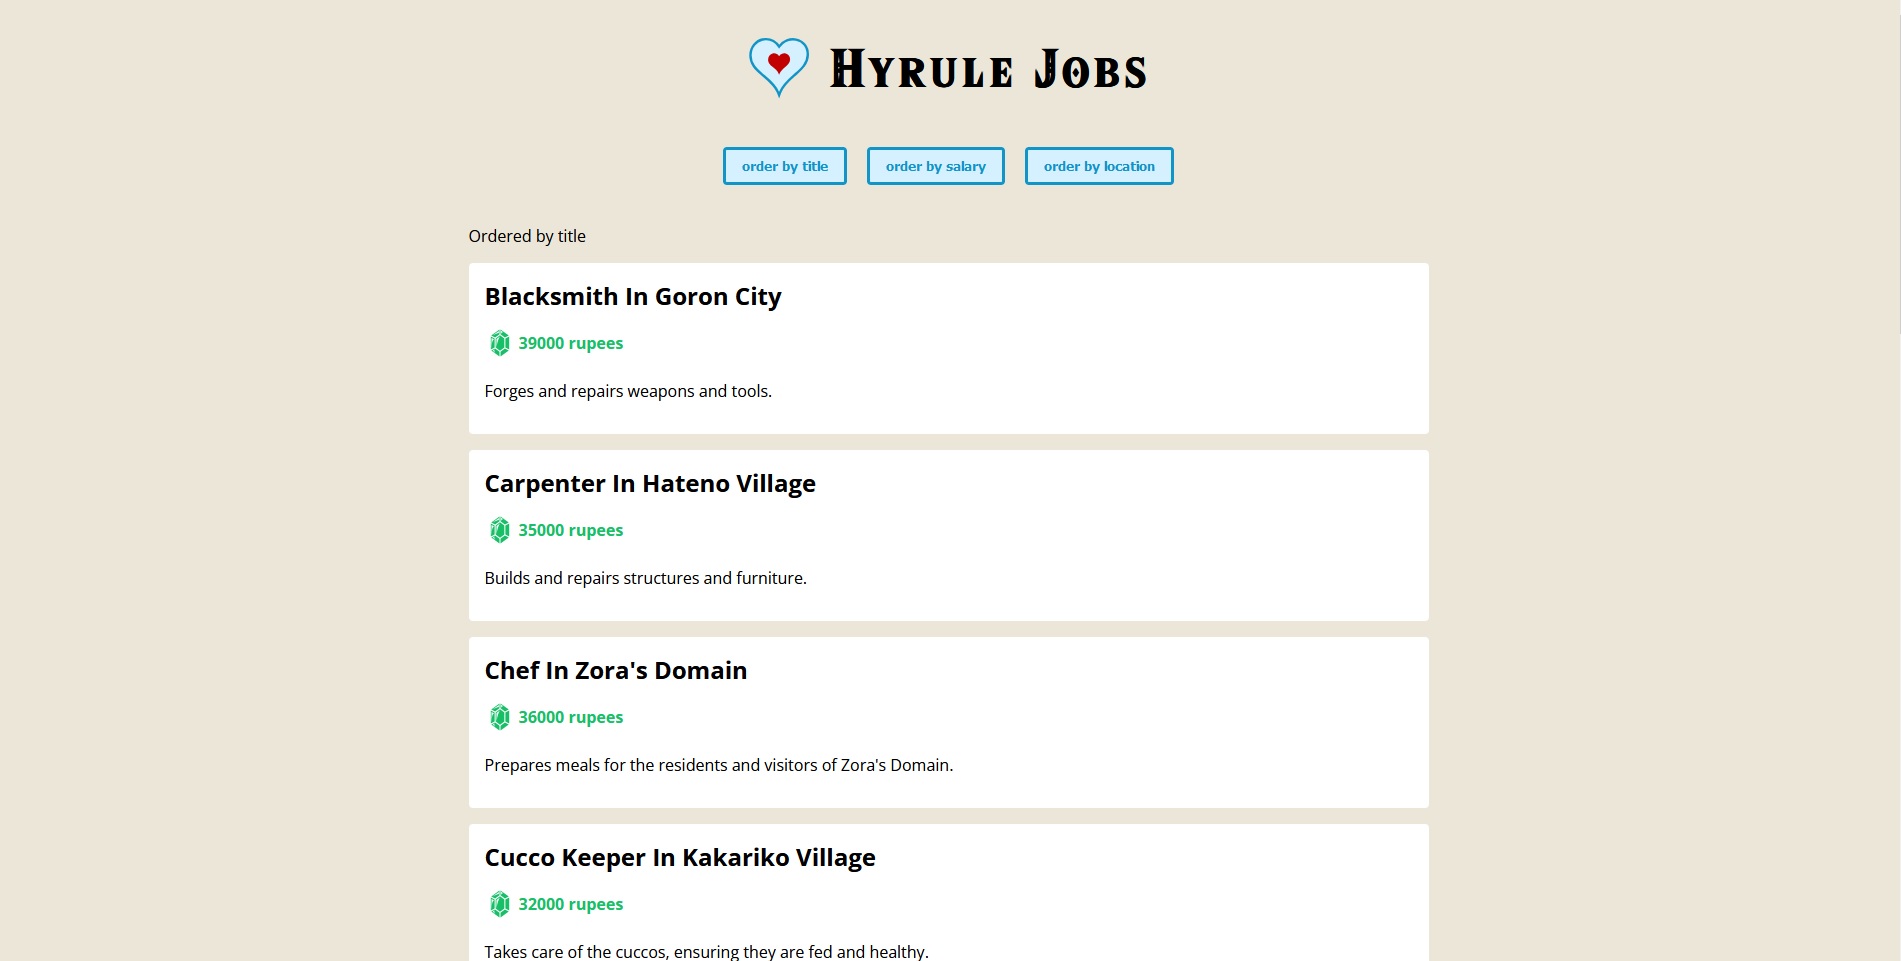 Hyrule Jobs
order by title order by salary order by location
Ordered by title
Blacksmith In Goron City
39000 rupees
Forges and repairs weapons and tools.
Carpenter In Hateno Village
35000 rupees
Builds and repairs structures and furniture.
Chef In Zora's Domain
36000 rupees
Prepares meals for the residents and visitors of Zora's Domain.
Cucco Keeper In Kakariko Village
32000 rupees
Takes care of the cuccos, ensuring they are fed and healthy.